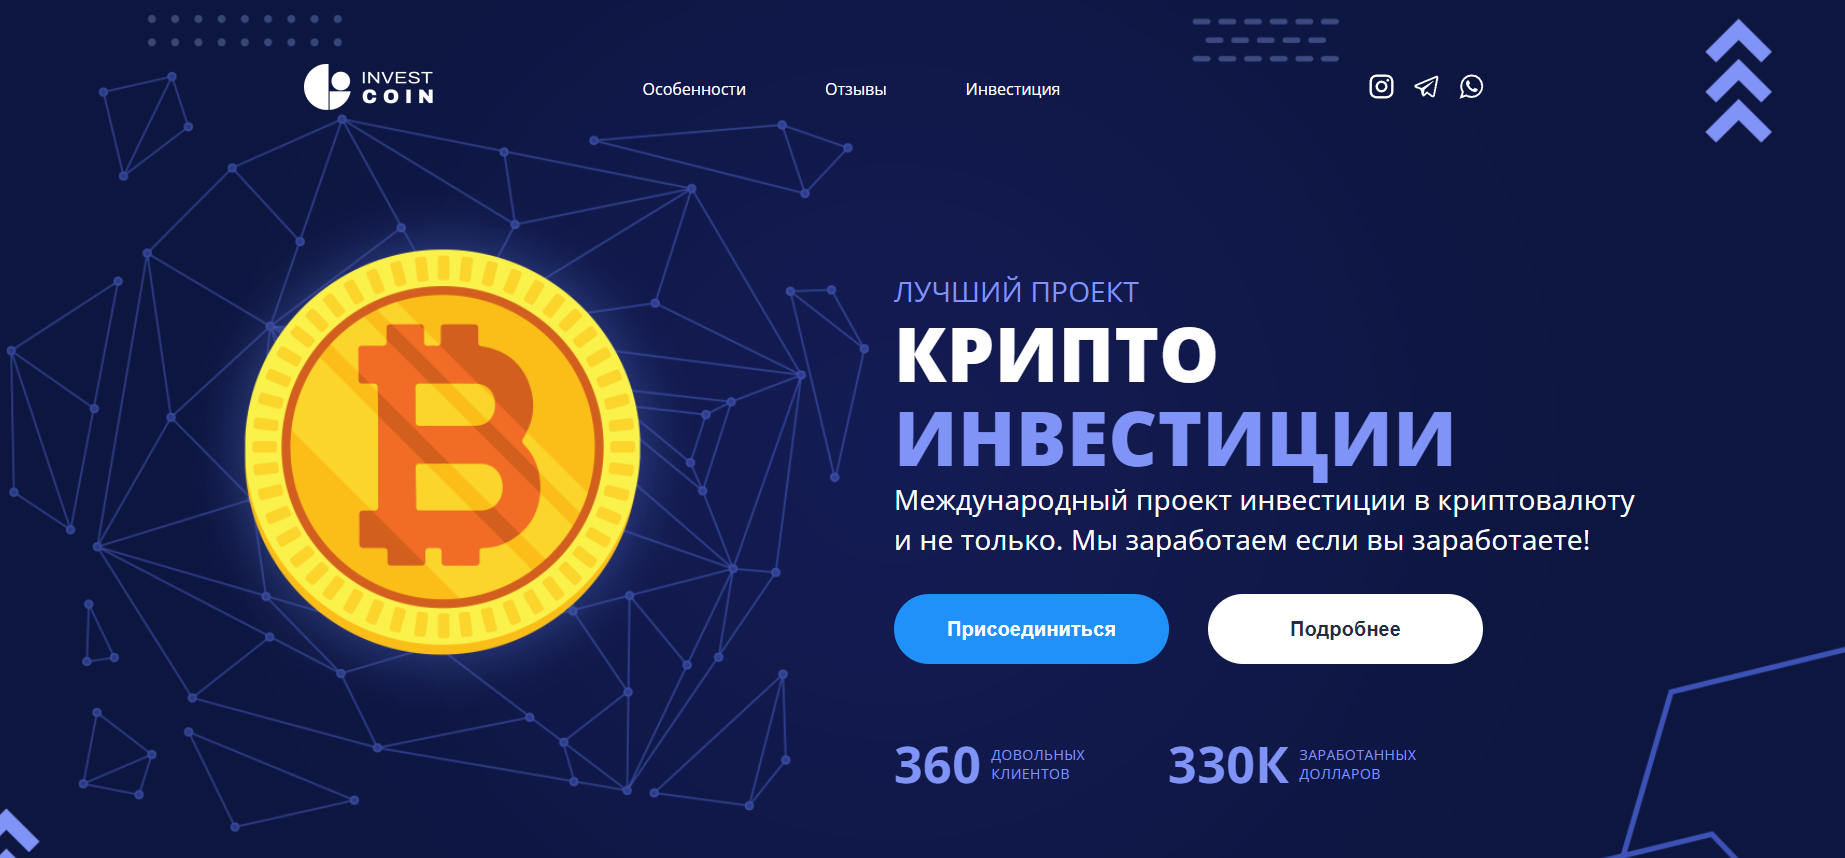 INVEST
COIN
Особенности
Отзывы
Инвестиция
ЛУЧШИЙ ПРОЕКТ
КРИПТО
ИНВЕСТИЦИИ
Международный проект инвестиции в криптовалюту
и не только. Мы заработаем если вы заработаете!
Присоединиться
Подробнее
360
ДОВОЛЬНЫХ
КЛИЕНТОВ
330К
ЗАРАБОТАННЫХ
ДОЛЛАРОВ